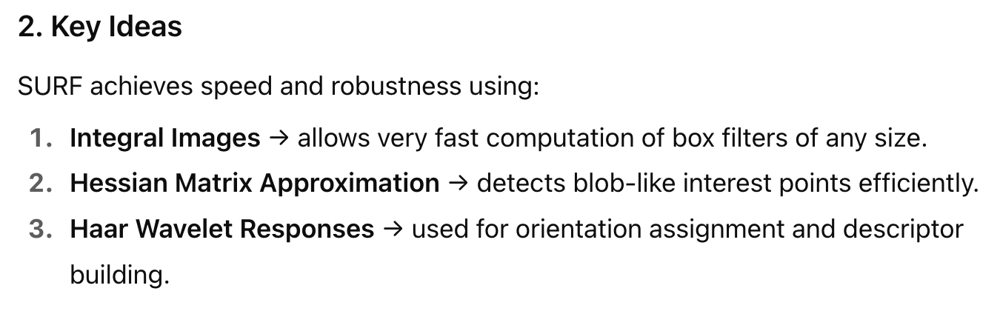 2. Key Ideas
SURF achieves speed and robustness using:
1. Integral Images → allows very fast computation of box filters of any size.
2. Hessian Matrix Approximation → detects blob-like interest points efficiently.
3. Haar Wavelet Responses → used for orientation assignment and descriptor
building.